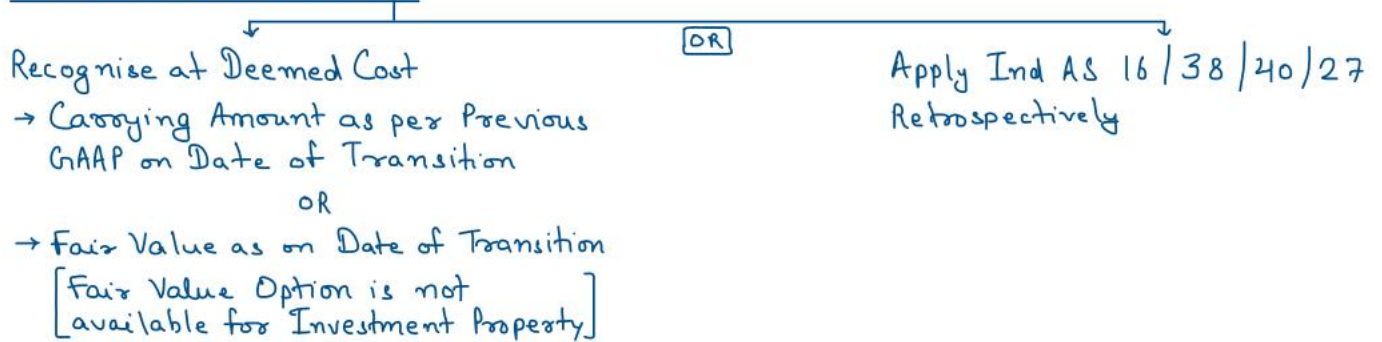 OR
Recognise at Deemed Cost
→ Carrying Amount as per Previous
GAAP on Date of Transition
OR
→ Fair Value as on Date of Transition
[Fair Value Option is not
available for Investment Property]
Apply Ind AS 16/38/40/27
Retrospectively